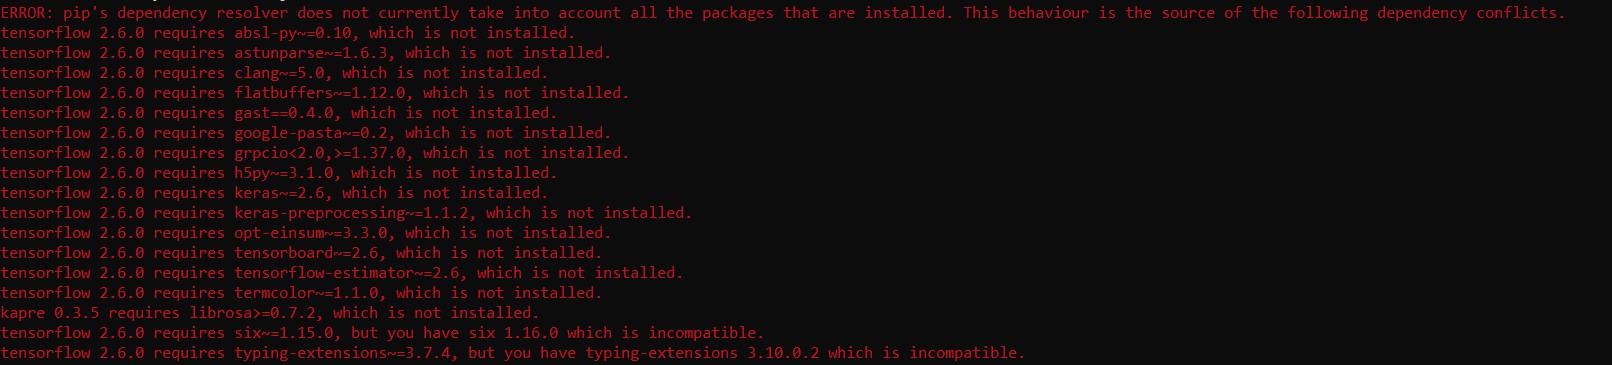 ERROR: pip's dependency resolver does not currently take into account all the packages that are installed. This behaviour is the source of the following dependency conflicts.
tensorflow 2.6.0 requires absl-py~=0.10, which is not installed.
tensorflow 2.6.0 requires astunparse~=1.6.3, which is not installed.
tensorflow 2.6.0 requires clang~=5.0, which is not installed.
tensorflow 2.6.0 requires flatbuffers~=1.12.0, which is not installed.
tensorflow 2.6.0 requires gast==0.4.0, which is not installed.
tensorflow 2.6.0 requires google-pasta~=0.2, which is not installed.
tensorflow 2.6.0 requires grpcio<2.0,>=1.37.0, which is not installed.
tensorflow 2.6.0 requires h5py~=3.1.0, which is not installed.
tensorflow 2.6.0 requires keras~=2.6, which is not installed.
tensorflow 2.6.0 requires keras-preprocessing~=1.1.2, which is not installed.
tensorflow 2.6.0 requires opt-einsum~=3.3.0, which is not installed.
tensorflow 2.6.0 requires tensorboard~=2.6, which is not installed.
tensorflow 2.6.0 requires tensorflow-estimator~=2.6, which is not installed.
tensorflow 2.6.0 requires termcolor~=1.1.0, which is not installed.
kapre 0.3.5 requires librosa>=0.7.2, which is not installed.
tensorflow 2.6.0 requires six~=1.15.0, but you have six 1.16.0 which is incompatible.
tensorflow 2.6.0 requires typing-extensions~=3.7.4, but you have typing-extensions 3.10.0.2 which is incompatible.